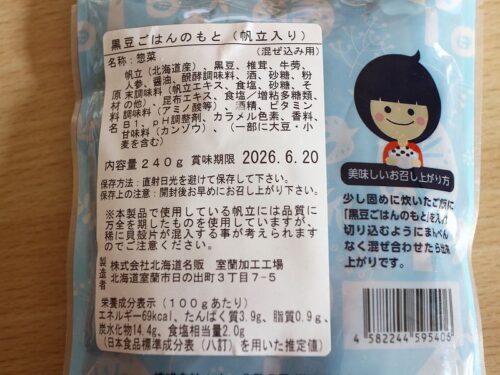 黒豆ごはんのもと（帆立入り）
（混ぜ込み用）
名称：惣菜
原材料名
帆立（北海道産）、黒豆、椎茸、牛蒡、
人参、醤油、醗酵調味料、酒、砂糖、粉
末調味料（帆立エキス、食塩、砂糖、そ
の他）、昆布エキス、食塩／増粘多糖類、
調味料（アミノ酸等）、酒精、ビタミン
B1、pH調整剤、カラメル色素、香料、
甘味料（カンゾウ）、（一部に大豆・小
麦を含む）
内容量 240g 賞味期限 2026.6.20
保存方法：直射日光を避けて保存して下さい。
保存上の注意：開封後お早めにお召し上がり下さい。
※本製品で使用している帆立には品質に
万全を期したものを使用していますが、
稀に貝殻片が混入する事が考えられます
のでご注意ください。
製造者
株式会社北海道名販 室蘭加工工場
北海道室蘭市日の出町3丁目7-5
栄養成分表示（100gあたり）
エネルギー69kcal、たんぱく質3.9g、脂質0.9g、
炭水化物14.4g、食塩相当量2.0g
（日本食品標準成分表（八訂）を用いた推定値）
美味しいお召し上がり方
少し固めに炊いたご飯に
「黒豆ごはんのもと」を入れ
切り込むようにまんべん
なく混ぜ合わせたら出来
上がりです。
4582244595406